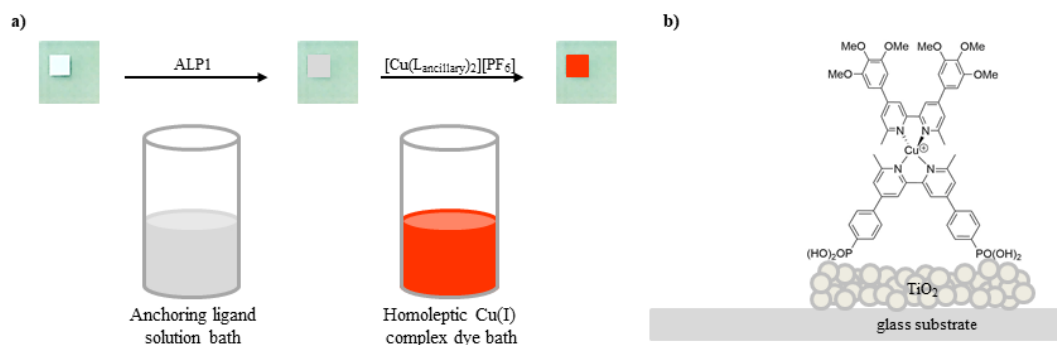 a)
ALP1
[Cu(Lancillary)2][PF6]
Anchoring ligand
solution bath
Homoleptic Cu(I)
complex dye bath
b)
OMe OMe
MeO OMe
MeO OMe
N N
Cu ⊕
N N
(HO)2OP PO(OH)2
TiO2
glass substrate